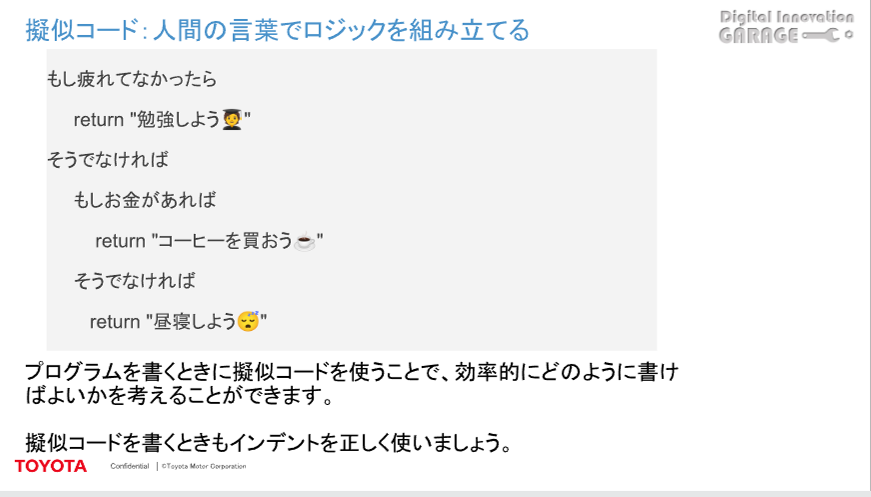 擬似コード：人間の言葉でロジックを組み立てる
Digital Innovation
GARAGE
もし疲れてなかったら
return "勉強しよう🧑‍🎓"
そうでなければ
もしお金があれば
return "コーヒーを買おう☕"
そうでなければ
return "昼寝しよう😴"
プログラムを書くときに擬似コードを使うことで、効率的にどのように書け
ばよいかを考えることができます。
擬似コードを書くときもインデントを正しく使いましょう。
TOYOTA Confidential | ©Toyota Motor Corporation